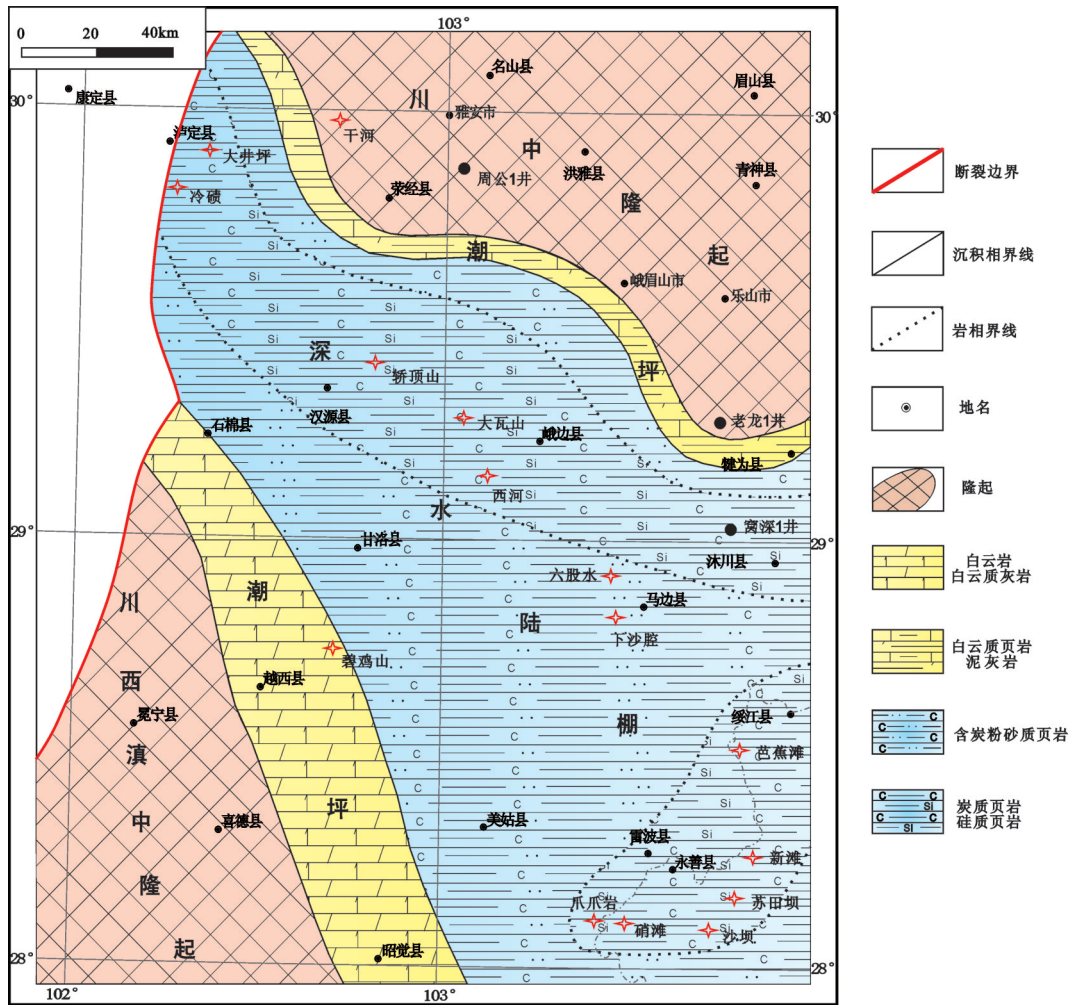 0 20 40km
103°
名山县
眉山县
康定县
30°
川
雅安市
30°
泸定县
干河
中
大井坪
洪雅县
青神县
周公1井
冷碛
荥经县
隆
潮
起
峨眉山市
乐山市
深
轿顶山
坪
汉源县
石棉县
大瓦山
峨边县
老龙1井
犍为县
西河
水
窝深1井
29°
甘洛县
29°
沐川县
六股水
川
潮
陆
马边县
下沙腔
碧鸡山
西
越西县
冕宁县
棚
绥江县
滇
芭蕉滩
中
喜德县
坪
美姑县
雷波县
永善县
新滩
隆
爪爪岩
苏田坝
硝滩
沙坝
起
昭觉县
28°
28°
102°
103°
断裂边界
沉积相界线
岩相界线
地名
隆起
白云岩
白云质灰岩
白云质页岩
泥灰岩
含炭粉砂质页岩
炭质页岩
硅质页岩